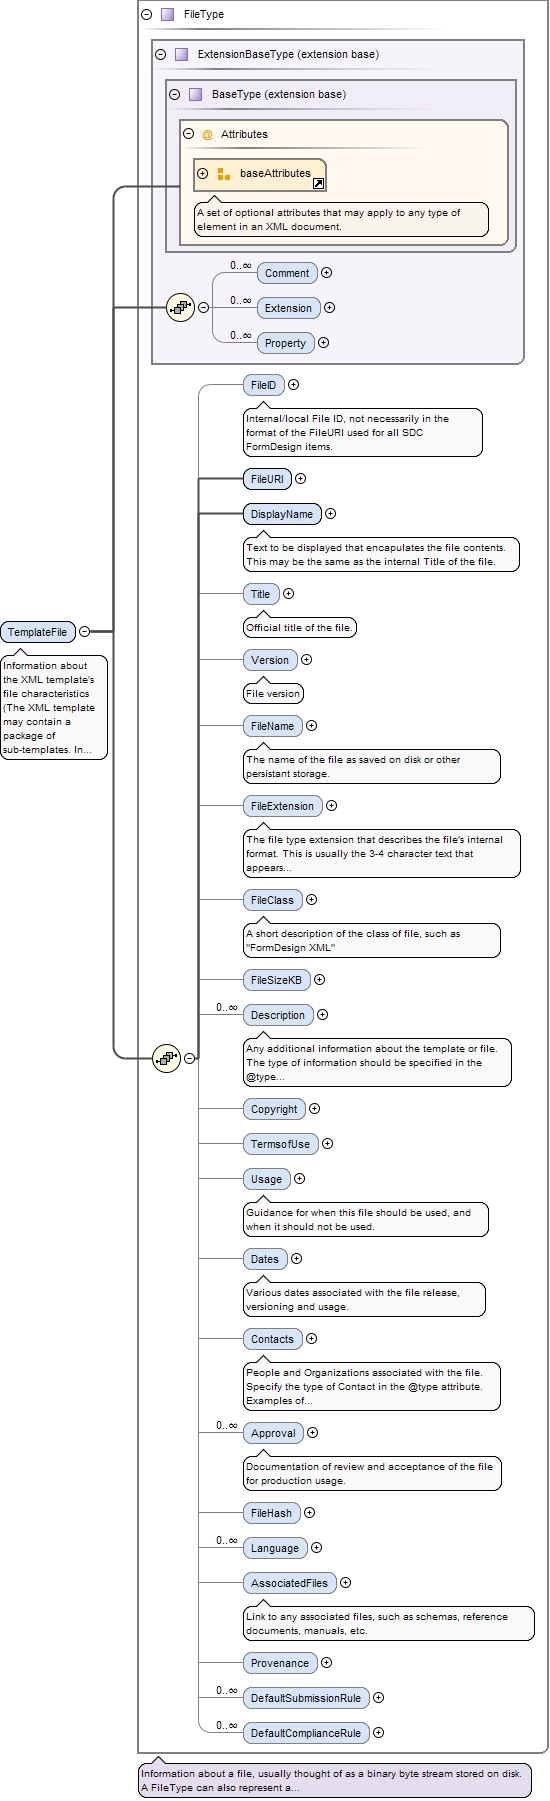 FileType
ExtensionBaseType (extension base)
BaseType (extension base)
@ Attributes
baseAttributes
A set of optional attributes that may apply to any type of
element in an XML document.
0..∞
Comment
0..∞
Extension
0..∞
Property
FileID
Internal/local File ID, not necessarily in the
format of the FileURI used for all SDC
FormDesign items.
FileURI
DisplayName
Text to be displayed that encapulates the file contents.
This may be the same as the internal Title of the file.
Title
Official title of the file.
TemplateFile
Information about
the XML template's
file characteristics
(The XML template
may contain a
package of
sub-templates. In...
Version
File version
FileName
The name of the file as saved on disk or other
persistant storage.
FileExtension
The file type extension that describes the file's internal
format. This is usually the 3-4 character text that
appears...
FileClass
A short description of the class of file, such as
"FormDesign XML"
FileSizeKB
0..∞
Description
Any additional information about the template or file.
The type of information should be specified in the
@type...
Copyright
TermsofUse
Usage
Guidance for when this file should be used, and
when it should not be used.
Dates
Various dates associated with the file release,
versioning and usage.
Contacts
People and Organizations associated with the file.
Specify the type of Contact in the @type attribute.
Examples of...
0..∞
Approval
Documentation of review and acceptance of the file
for production usage.
FileHash
0..∞
Language
AssociatedFiles
Link to any associated files, such as schemas, reference
documents, manuals, etc.
Provenance
0..∞
DefaultSubmissionRule
0..∞
DefaultComplianceRule
Information about a file, usually thought of as a binary byte stream stored on disk.
A FileType can also represent a...